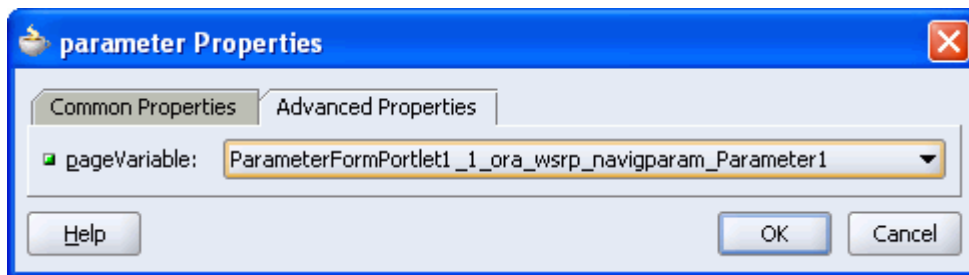 parameter Properties
Common Properties Advanced Properties
pageVariable: ParameterFormPortlet1_1_ora_wsrp_navigparam_Parameter1
Help OK Cancel